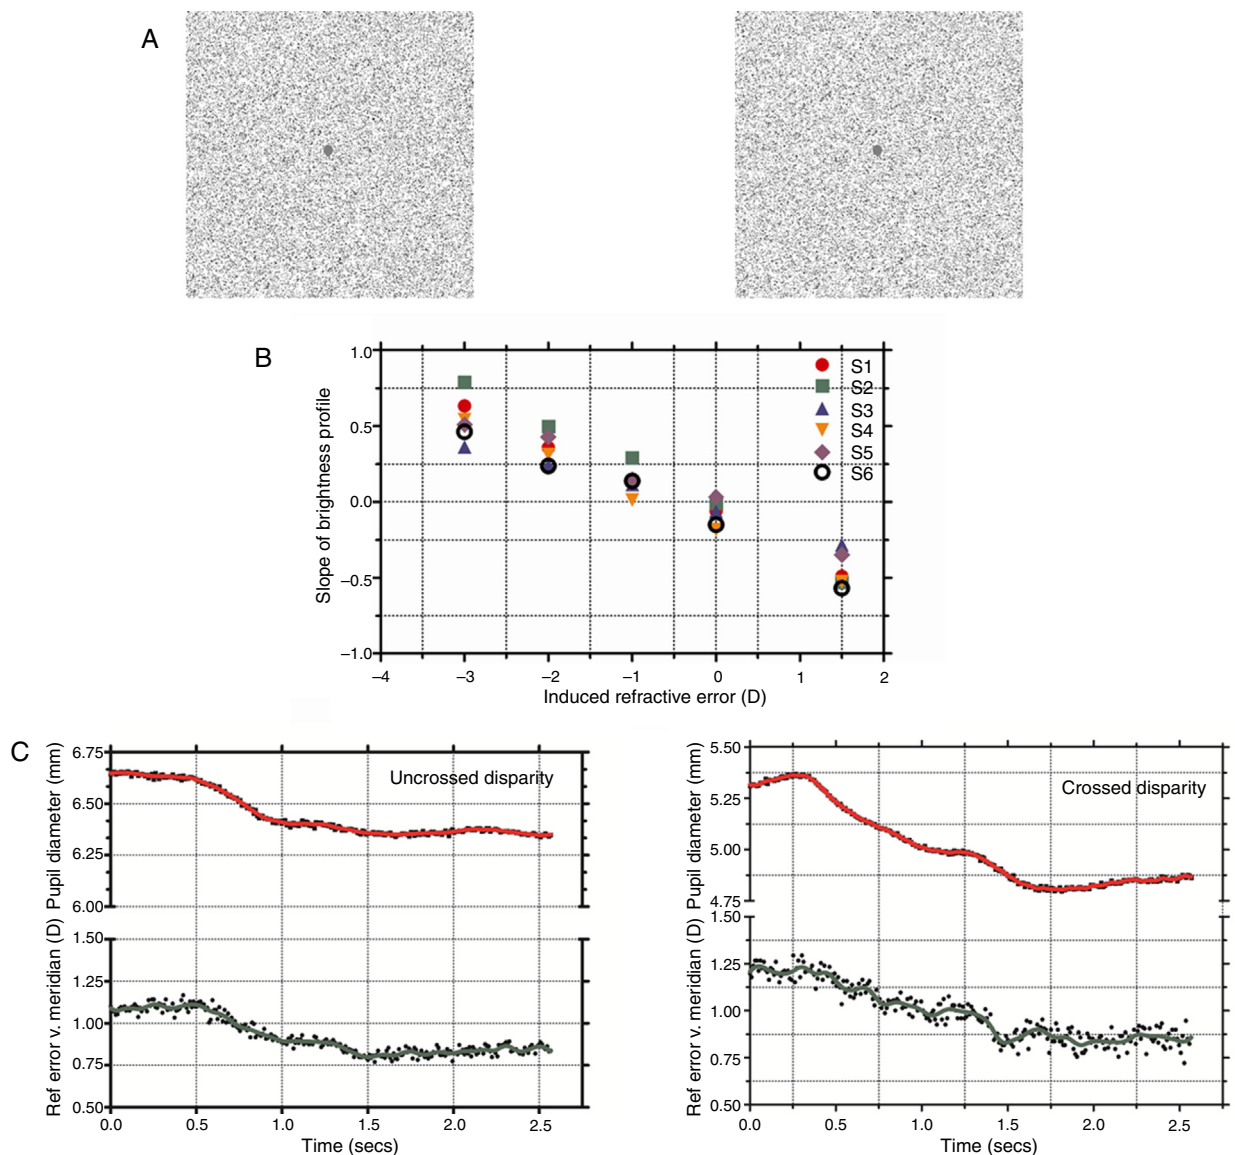 A
B
Slope of brightness profile
1.0
0.5
0.0
–0.5
–1.0
–4
–3
–2
–1
0
1
2
Induced refractive error (D)
S1
S2
S3
S4
S5
S6
C
Pupil diameter (mm)
6.75
6.50
6.25
6.00
Uncrossed disparity
Ref error v. meridian (D)
1.50
1.25
1.00
0.75
0.50
0.0
0.5
1.0
1.5
2.0
2.5
Time (secs)
Pupil diameter (mm)
5.50
5.25
5.00
4.75
Crossed disparity
Ref error v. meridian (D)
1.50
1.25
1.00
0.75
0.50
0.0
0.5
1.0
1.5
2.0
2.5
Time (secs)